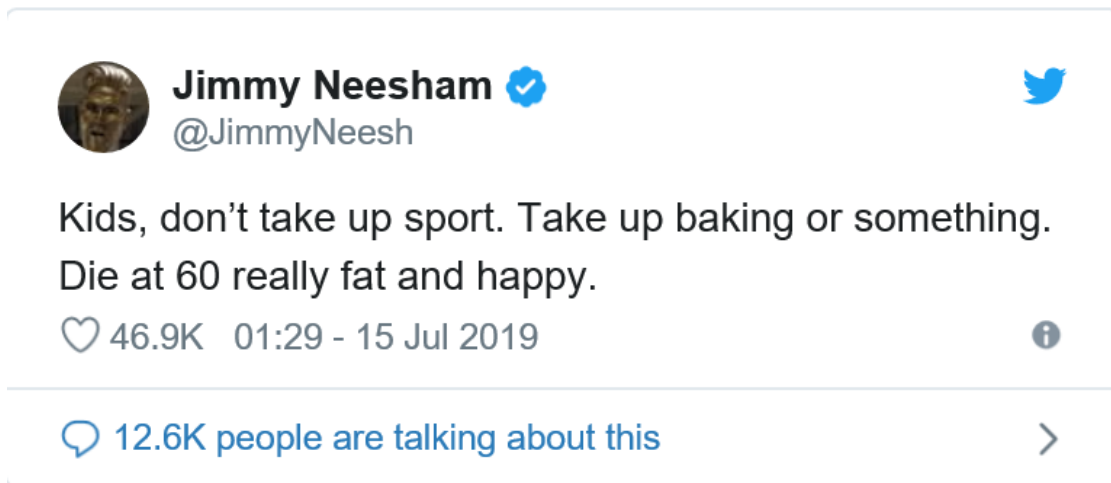 Jimmy Neesham
@JimmyNeesh
Kids, don’t take up sport. Take up baking or something.
Die at 60 really fat and happy.
46.9K 01:29 - 15 Jul 2019
12.6K people are talking about this